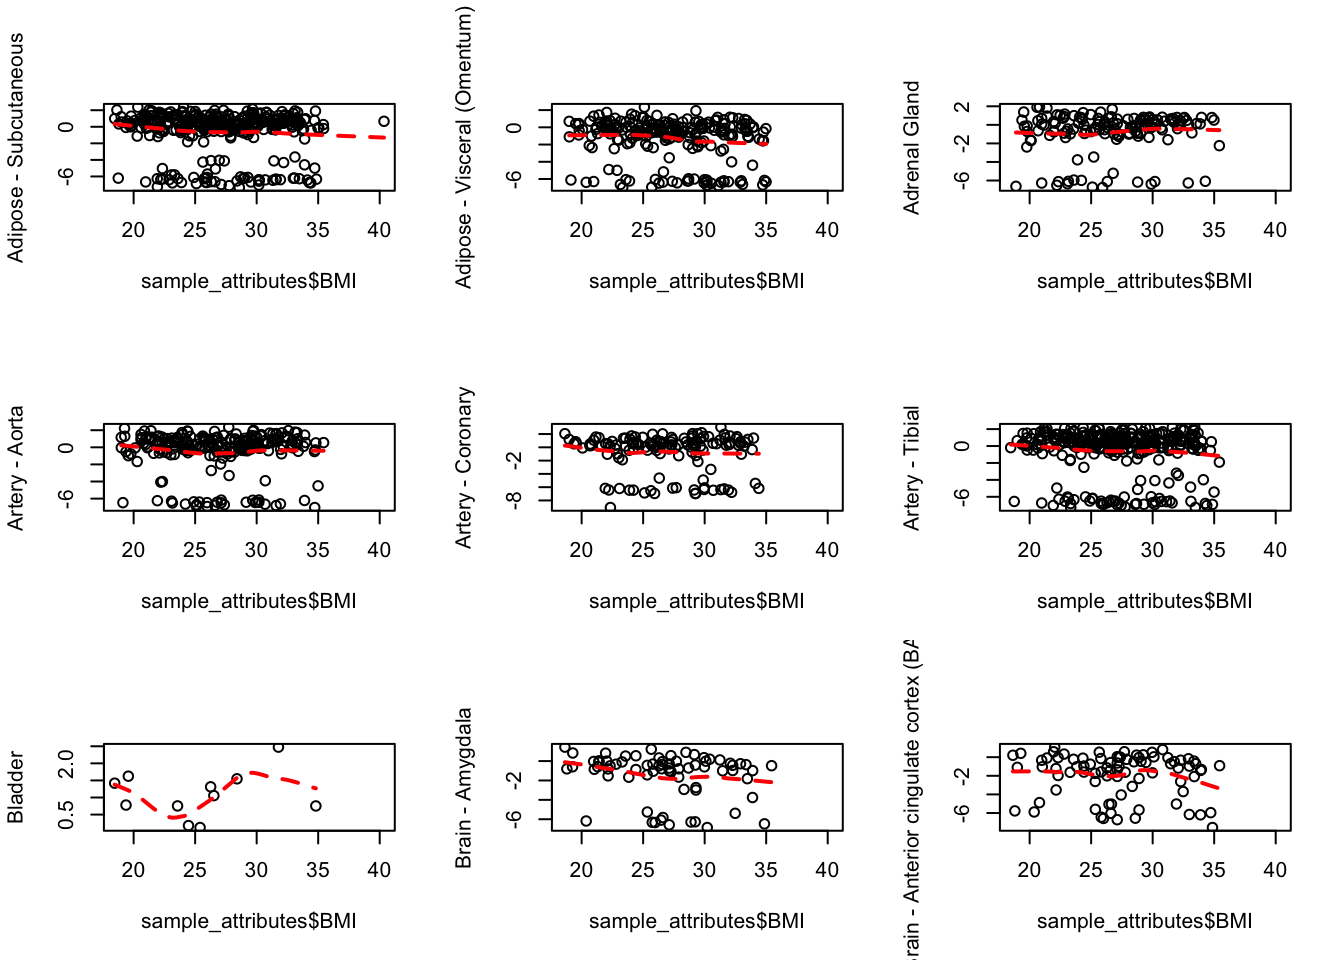 Adipose - Subcutaneous
0
-6
20 25 30 35 40
sample_attributes$BMI
Adipose - Visceral (Omentum)
0
-6
20 25 30 35 40
sample_attributes$BMI
Adrenal Gland
2
-2
-6
20 25 30 35 40
sample_attributes$BMI
Artery - Aorta
0
-6
20 25 30 35 40
sample_attributes$BMI
Artery - Coronary
-2
-8
20 25 30 35 40
sample_attributes$BMI
Artery - Tibial
0
-6
20 25 30 35 40
sample_attributes$BMI
Bladder
2.0
0.5
20 25 30 35 40
sample_attributes$BMI
Brain - Amygdala
-2
-6
20 25 30 35 40
sample_attributes$BMI
rain - Anterior cingulate cortex (BA
-2
-6
20 25 30 35 40
sample_attributes$BMI